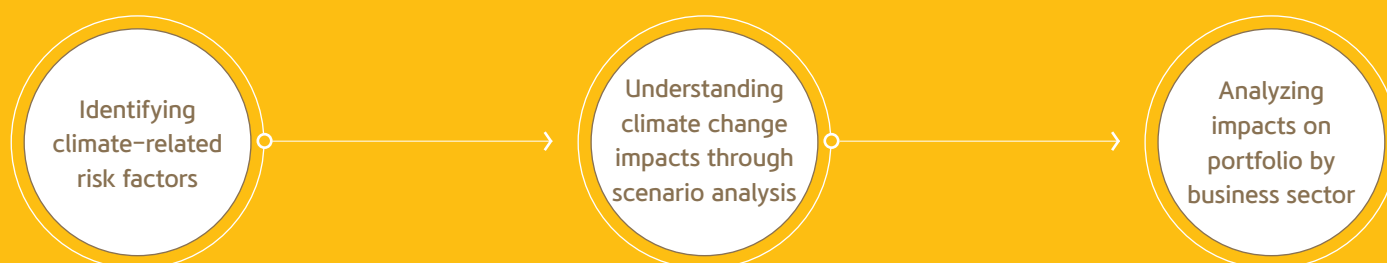 Identifying
climate-related
risk factors
Understanding
climate change
impacts through
scenario analysis
Analyzing
impacts on
portfolio by
business sector